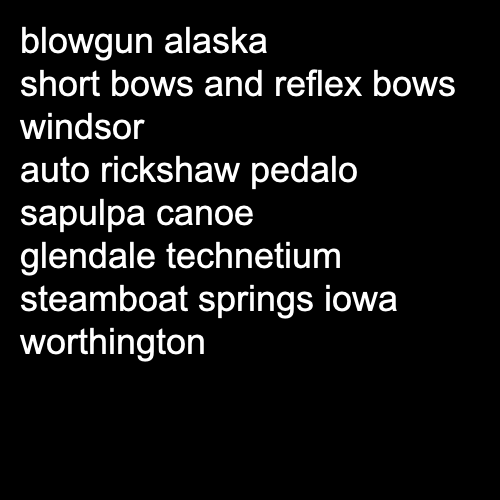 blowgun alaska
short bows and reflex bows
windsor
auto rickshaw pedalo
sapulpa canoe
glendale technetium
steamboat springs iowa
worthington